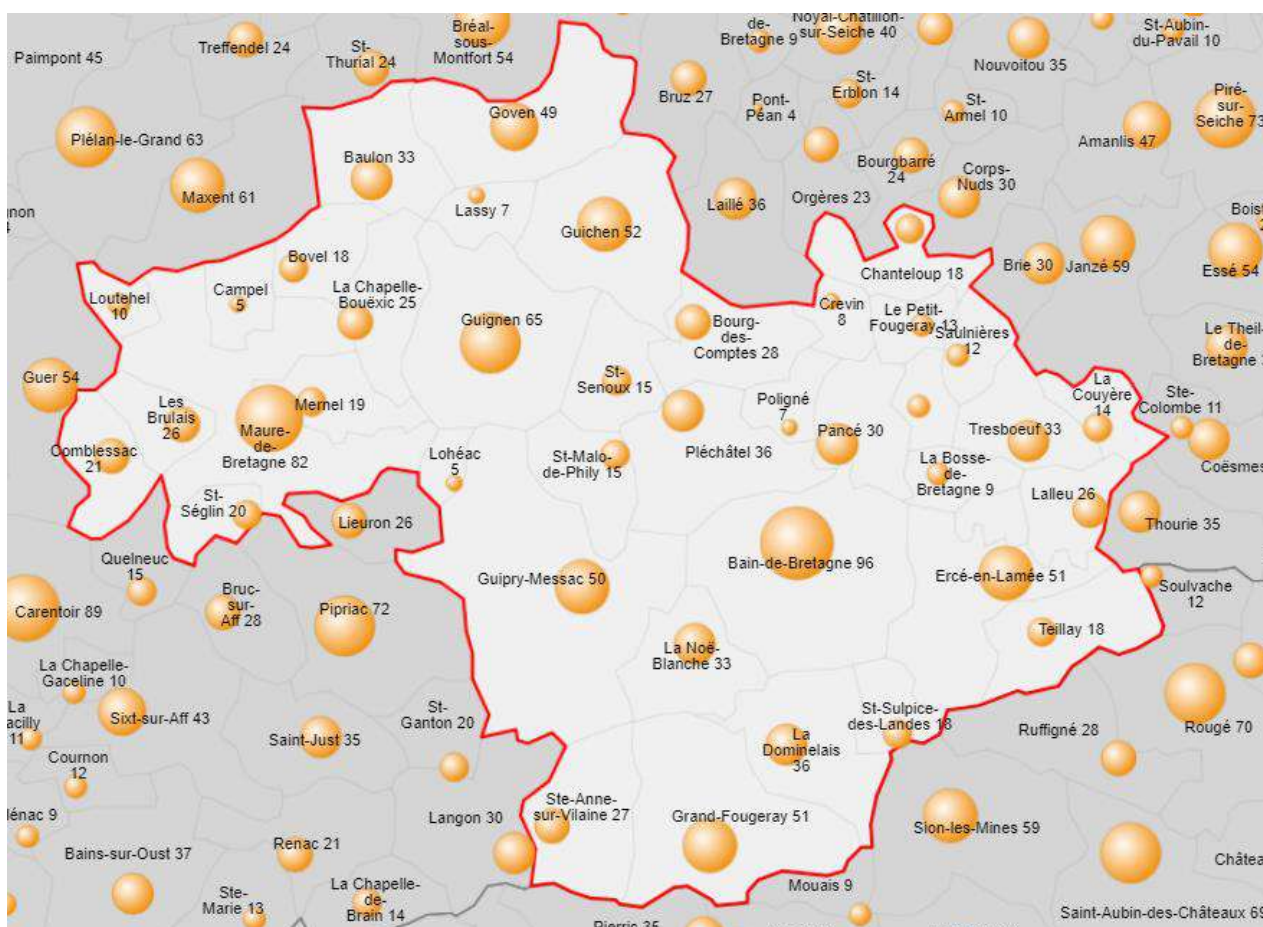 de-
Bretagne 9
Noyal-Châtillon-
sur-Seiche 40
St-Aubin-
du-Pavail 10
Paimpont 45
Treffendel 24
St-
Thurial 24
Bréal-
sous-
Montfort 54
Nouvoitou 35
Bruz 27
Pont-
Péan 4
St-
Erblon 14
St-
Armel 10
Piré-
sur-
Seiche 73
Plélan-le-Grand 63
Goven 49
Amanlis 47
Baulon 33
Bourgbarré
24
Corps-
Nuds 30
Maxent 61
Lassy 7
Laillé 36
Orgères 23
Guichen 52
Bovel 18
Chanteloup 18
Brie 30
Janzé 59
Essé 54
Loutehel
10
Campel
5
La Chapelle-
Bouëxic 25
Guignen 65
Bourg-
des-
Comptes 28
Crevin
8
Le Petit-
Fougeray 13
Saulnières
12
Le Theil-
de-
Bretagne
Guer 54
St-
Senoux 15
La
Couyère
14
Ste-
Colombe 11
Les
Brulais
26
Mernel 19
Maure-
de-
Bretagne 82
Poligné
7
Pancé 30
Tresboeuf 33
Comblessac
21
Lohéac
5
St-Malo-
de-Phily 15
Pléchâtel 36
La Bosse-
de-
Bretagne 9
Coësmes
St-
Séglin 20
Lieuron 26
Lalleu 26
Thourie 35
Quelneuc
15
Guipry-Messac 50
Bain-de-Bretagne 96
Ercé-en-Lamée 51
Soulvache
12
Carentoir 89
Bruc-
sur-
Aff 28
Pipriac 72
Teillay 18
La Noë-
Blanche 33
La Chapelle-
Gaceline 10
La
acilly
11
Sixt-sur-Aff 43
St-
Ganton 20
St-Sulpice-
des-Landes 18
Ruffigné 28
Rougé 70
Saint-Just 35
La
Dominelais
36
Cournon
12
Ste-Anne-
sur-Vilaine 27
Grand-Fougeray 51
Sion-les-Mines 59
Langon 30
Renac 21
Bains-sur-Oust 37
La Chapelle-
de-
Brain 14
Ste-
Marie 13
Mouais 9
Saint-Aubin-des-Châteaux 69
Pierric 35